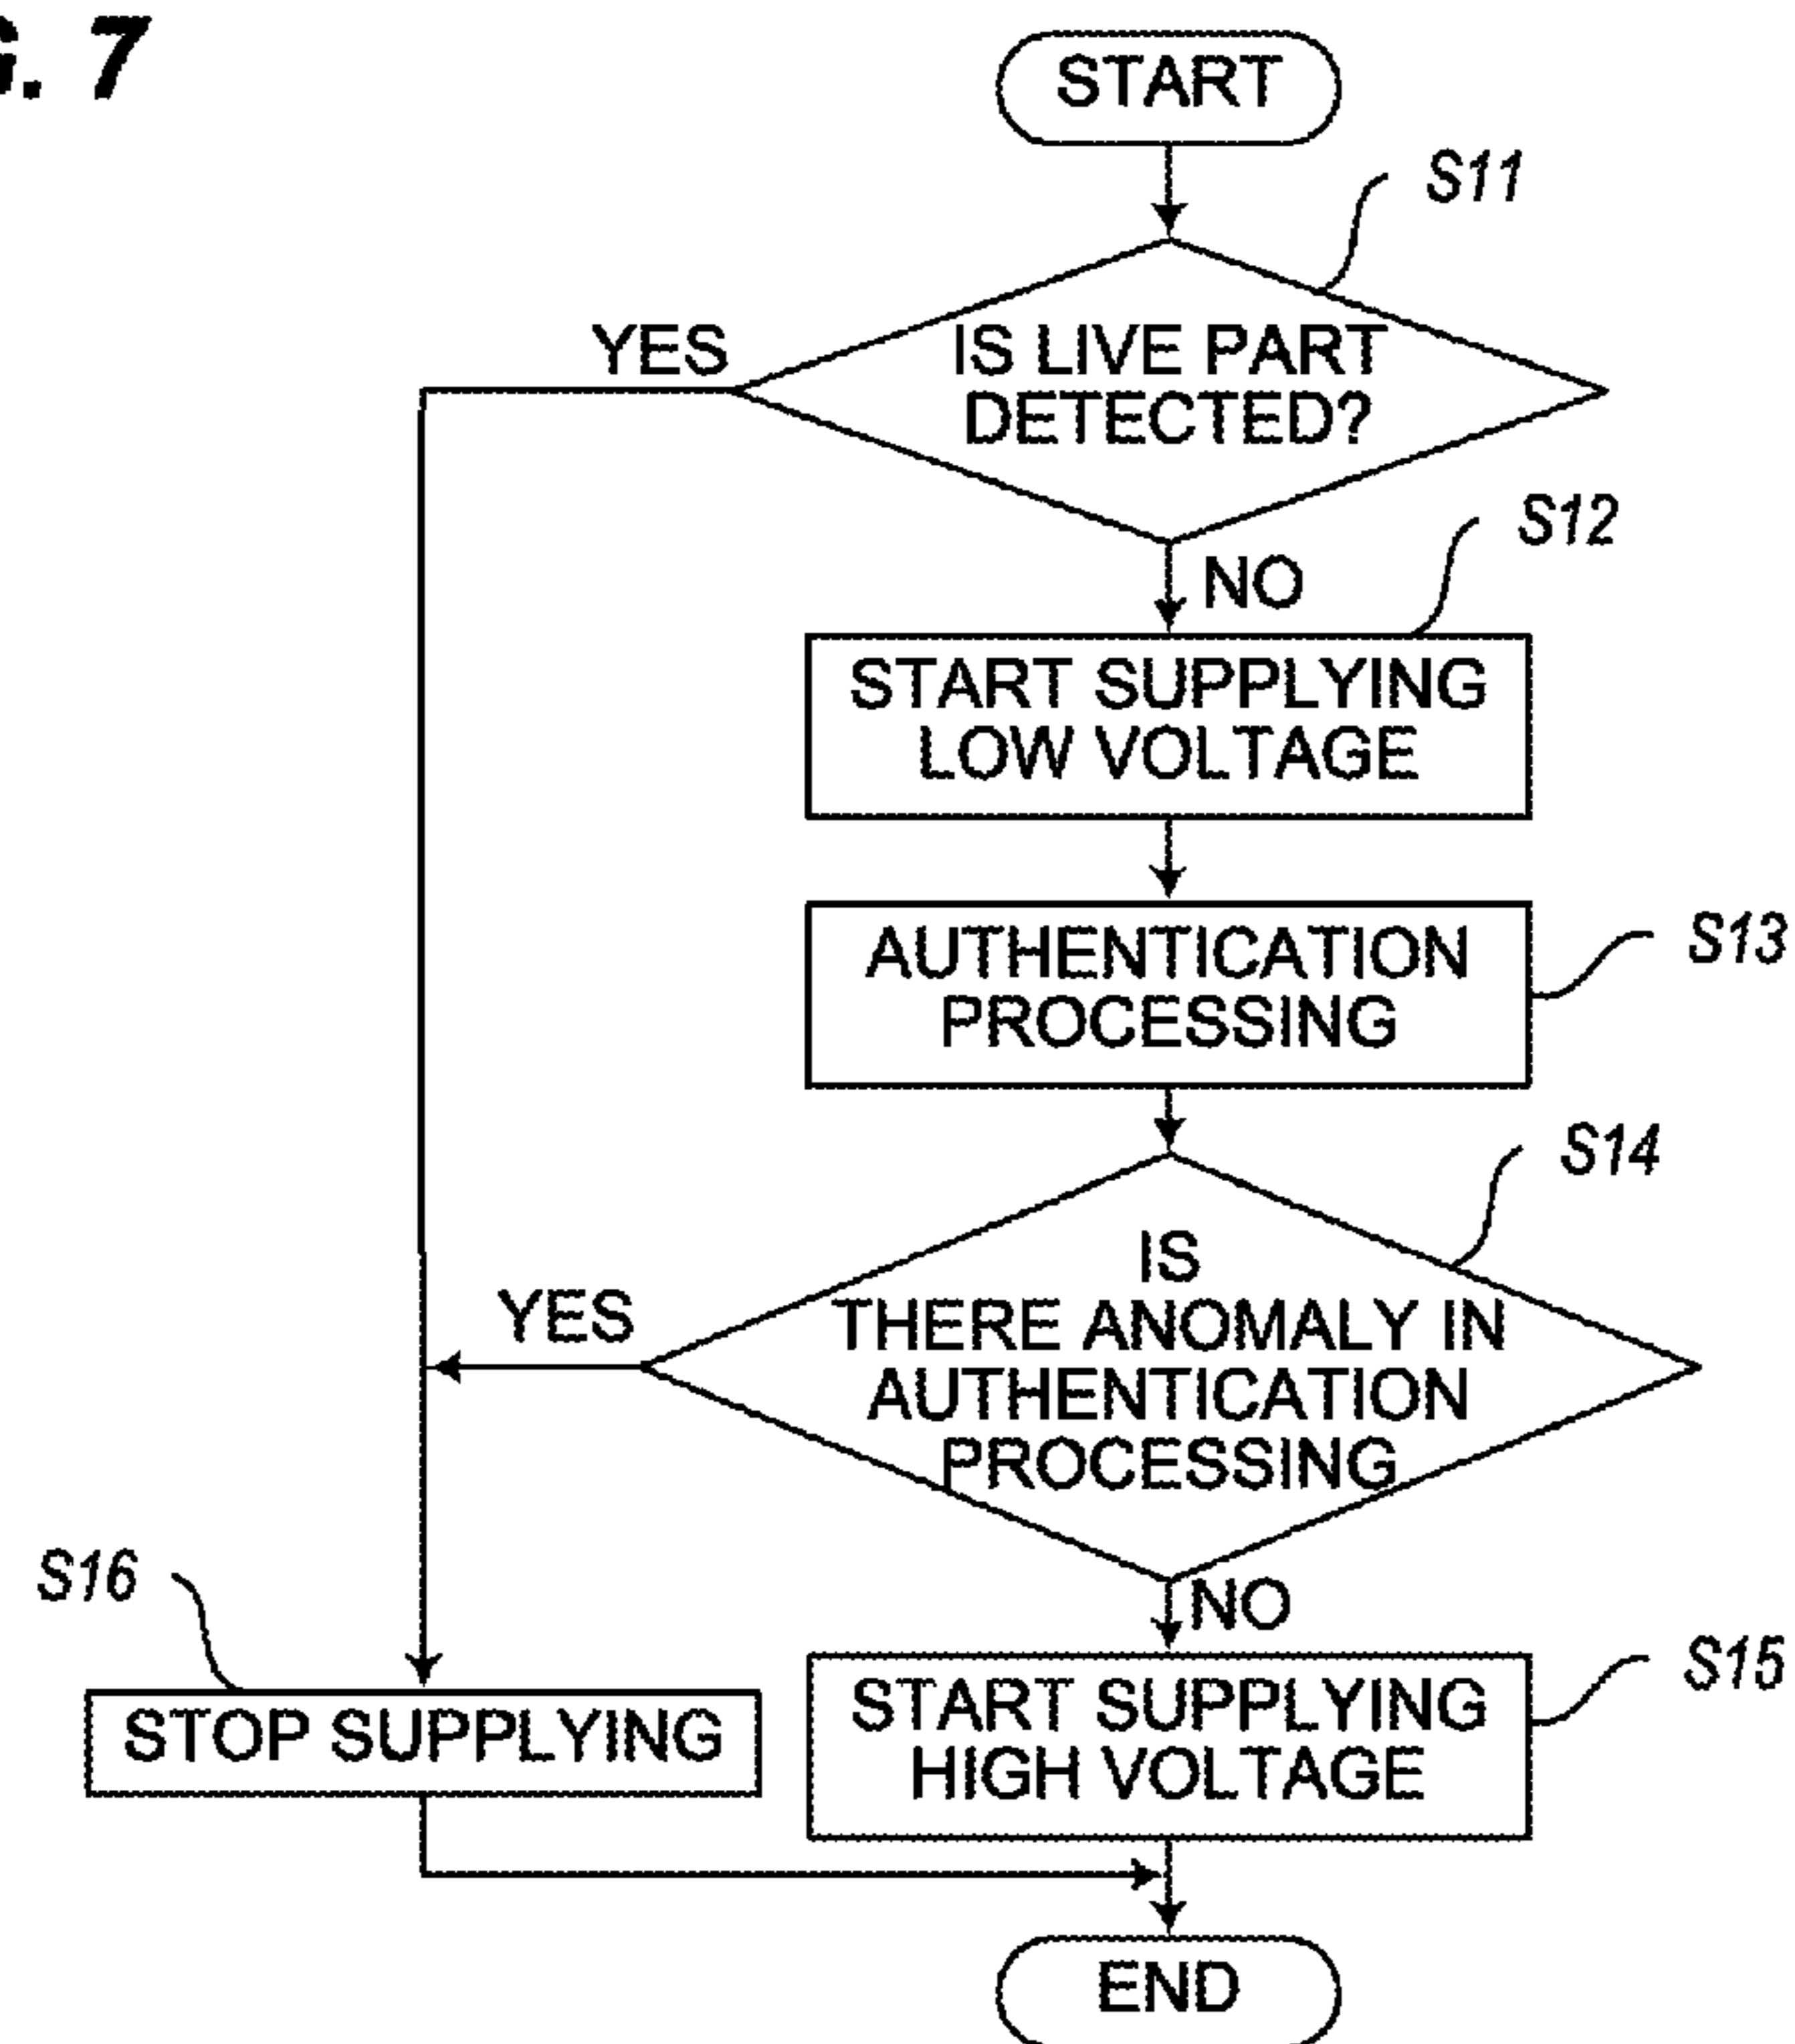 G. 7
START
S11
IS LIVE PART
DETECTED?
YES
NO
S12
START SUPPLYING
LOW VOLTAGE
S13
AUTHENTICATION
PROCESSING
S14
IS
THERE ANOMALY IN
AUTHENTICATION
PROCESSING
YES
NO
S16
STOP SUPPLYING
S15
START SUPPLYING
HIGH VOLTAGE
END